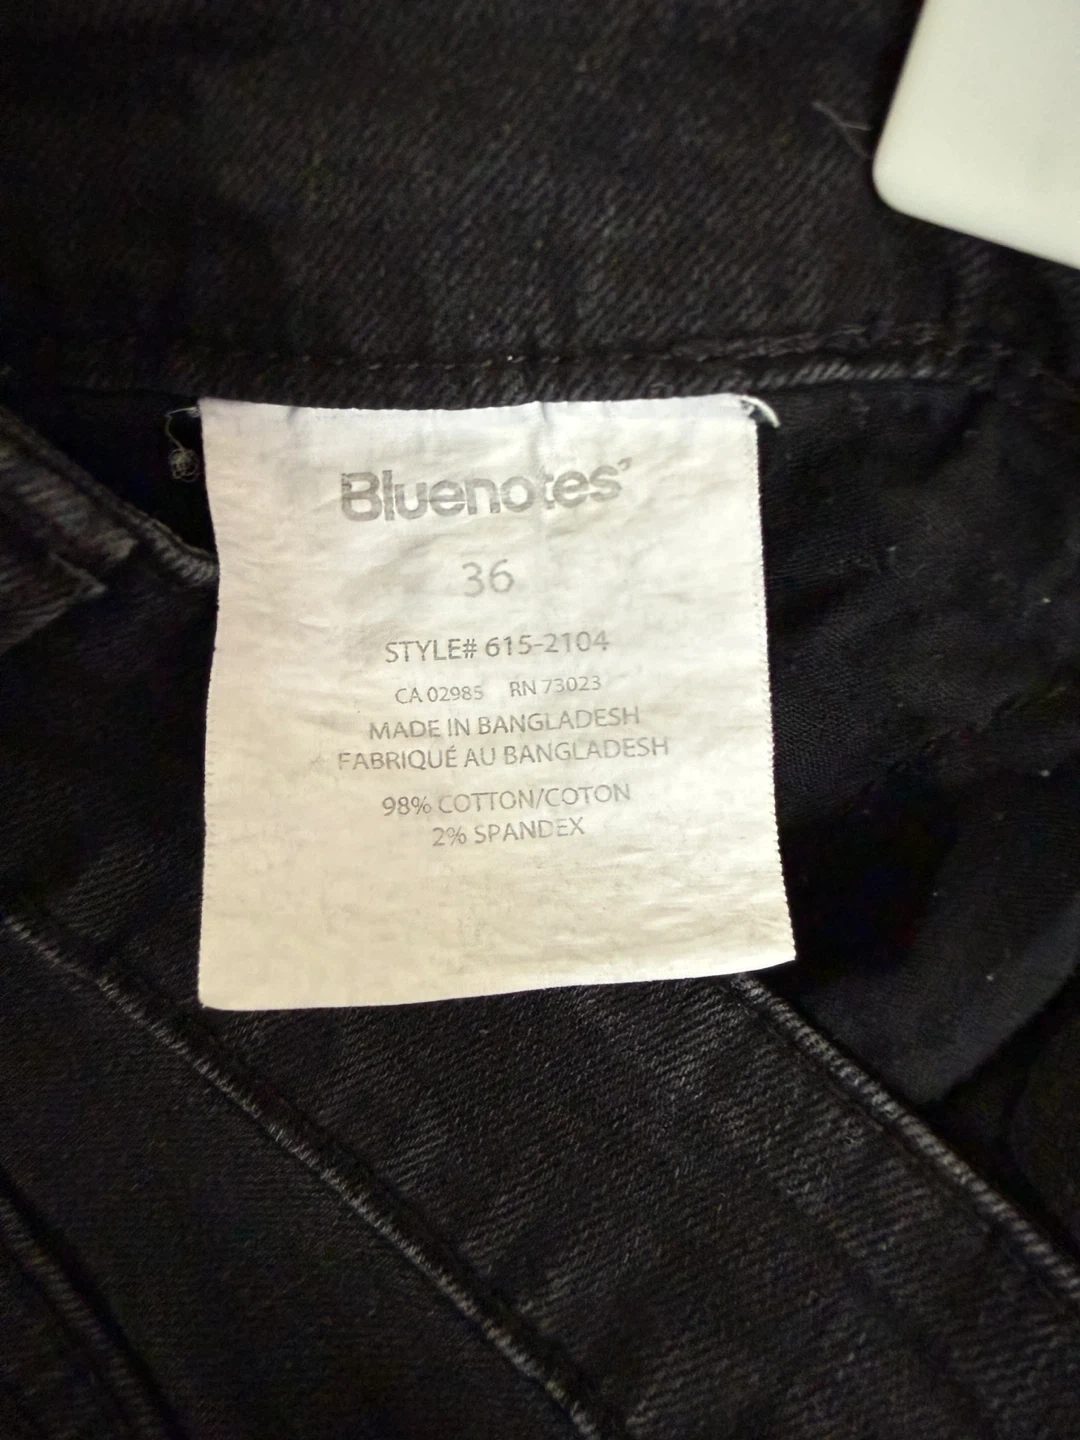 Bluenotes'
36
STYLE# 615-2104
CA 02985 RN 73023
MADE IN BANGLADESH
FABRIQUÉ AU BANGLADESH
98% COTTON/COTON
2% SPANDEX